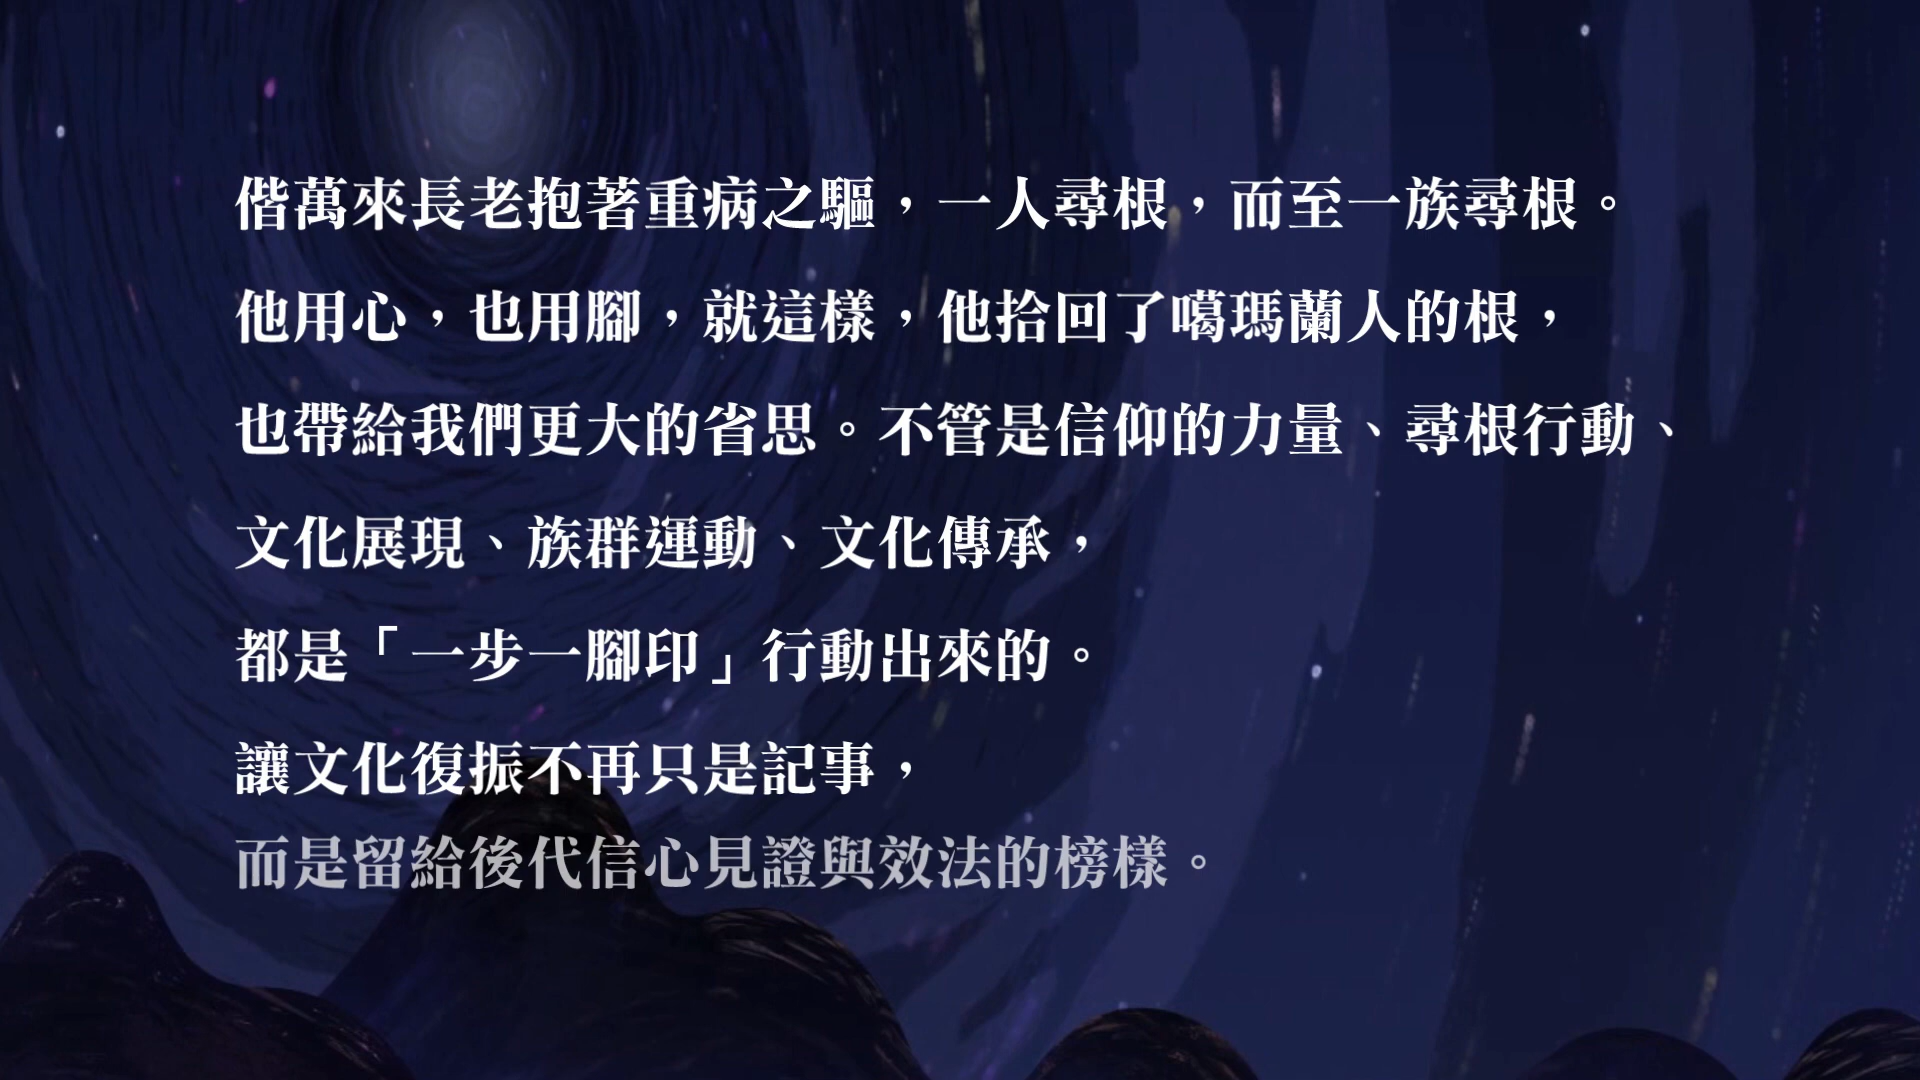 偕萬來長老抱著重病之驅，一人尋根，而至一族尋根。
他用心，也用腳，就這樣，他拾回了噶瑪蘭人的根，
也帶給我們更大的省思。不管是信仰的力量、尋根行動、
文化展現、族群運動、文化傳承，
都是「一步一腳印」行動出來的。
讓文化復振不再只是記事，
而是留給後代信心見證與效法的榜樣。